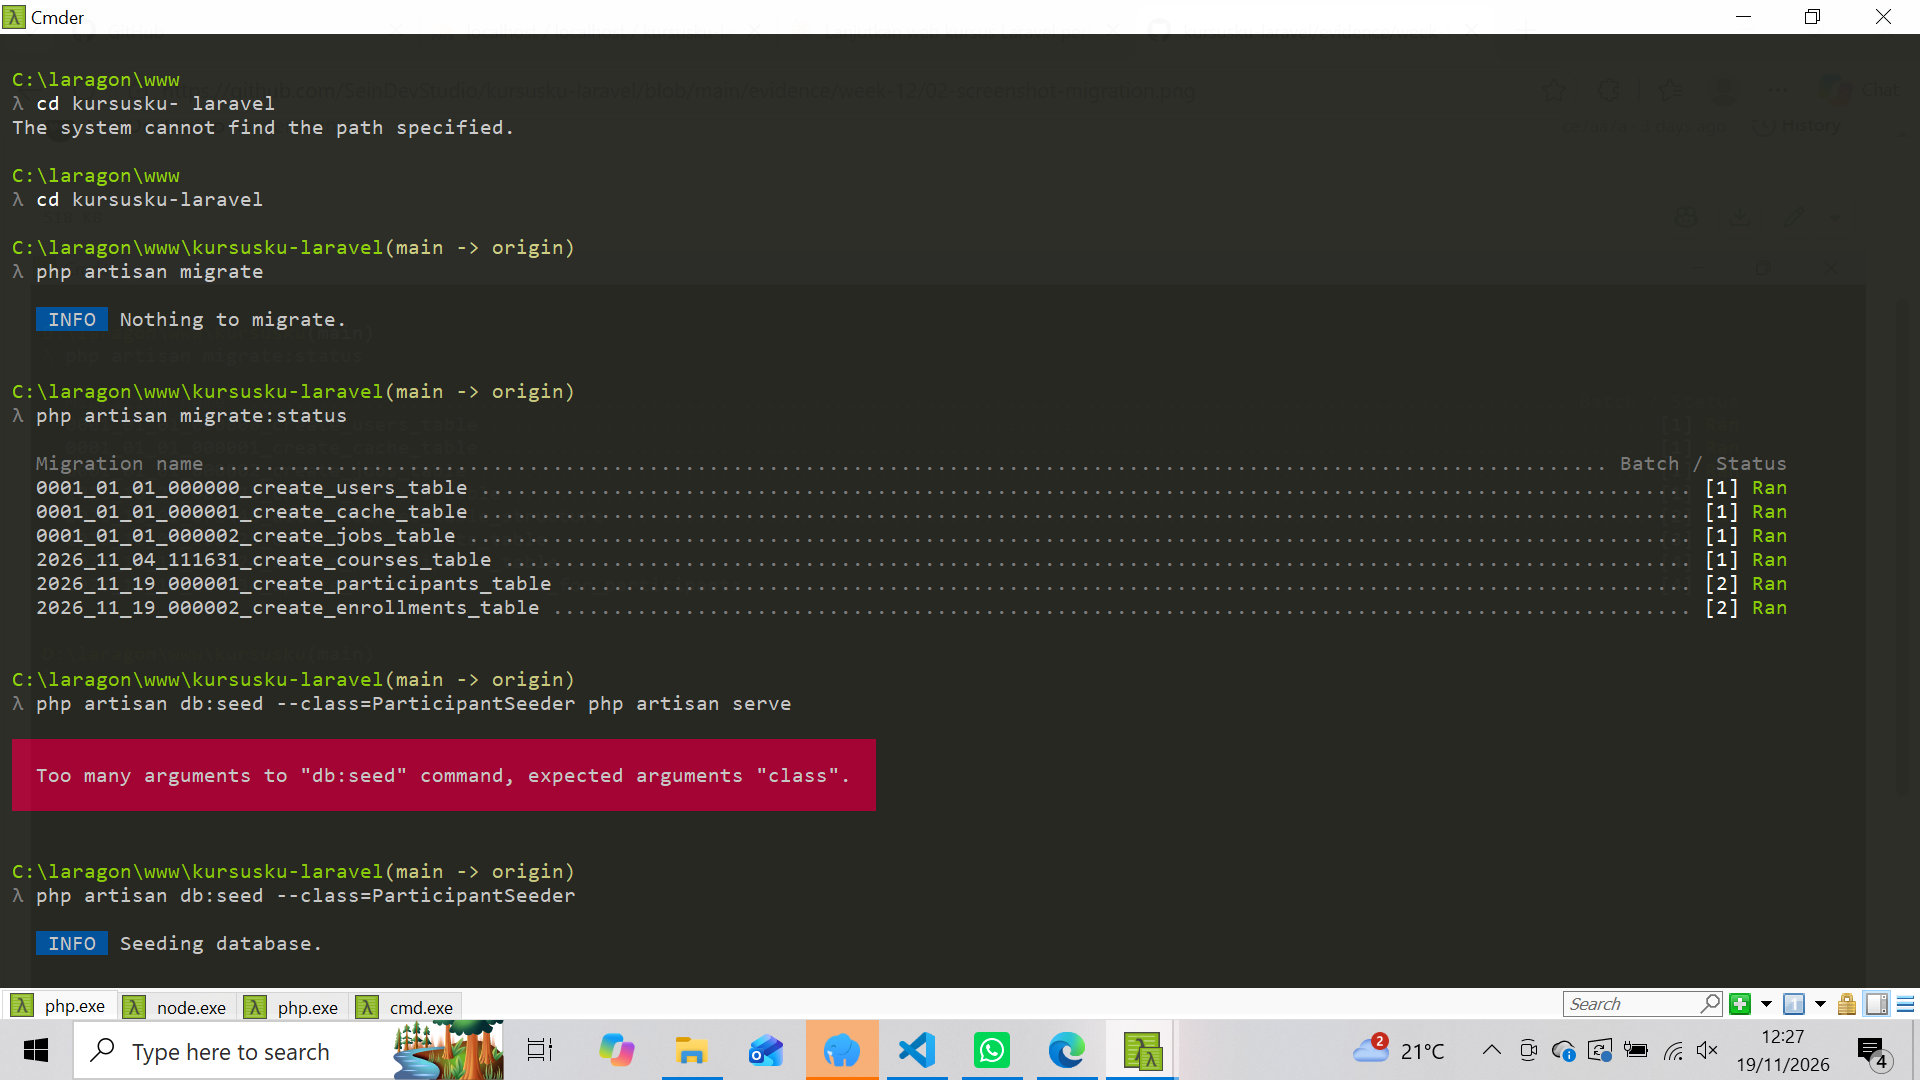 Cmder
C:\laragon\www
λ cd kursusku- laravel
The system cannot find the path specified.
C:\laragon\www
λ cd kursusku-laravel
C:\laragon\www\kursusku-laravel(main -> origin)
λ php artisan migrate
INFO Nothing to migrate.
C:\laragon\www\kursusku-laravel(main -> origin)
λ php artisan migrate:status
Migration name ........................................................................................................ Batch / Status
0001_01_01_000000_create_users_table ........................................................................................ [1] Ran
0001_01_01_000001_create_cache_table ........................................................................................ [1] Ran
0001_01_01_000002_create_jobs_table ......................................................................................... [1] Ran
2026_11_04_111631_create_courses_table ...................................................................................... [1] Ran
2026_11_19_000001_create_participants_table ................................................................................. [2] Ran
2026_11_19_000002_create_enrollments_table .................................................................................. [2] Ran
C:\laragon\www\kursusku-laravel(main -> origin)
λ php artisan db:seed --class=ParticipantSeeder php artisan serve
Too many arguments to "db:seed" command, expected arguments "class".
C:\laragon\www\kursusku-laravel(main -> origin)
λ php artisan db:seed --class=ParticipantSeeder
INFO Seeding database.
php.exe node.exe php.exe cmd.exe Search
Type here to search 2 21°C 12:27
19/11/2026 4